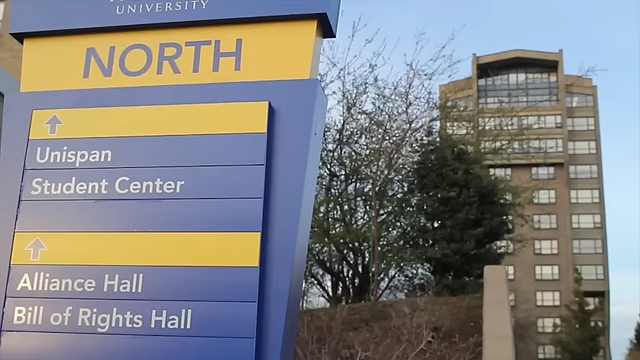 UNIVERSITY
NORTH
Unispan
Student Center
Alliance Hall
Bill of Rights Hall